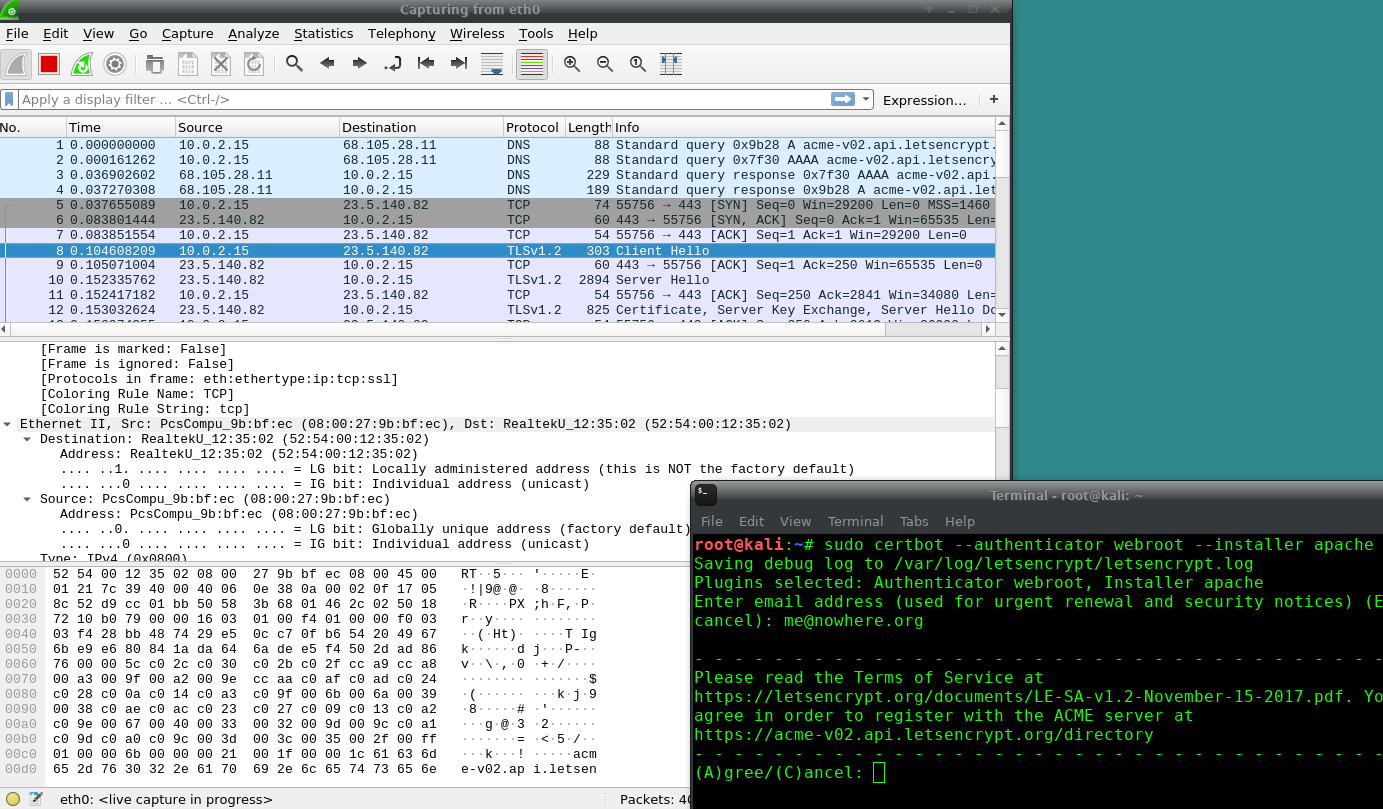 Capturing from eth0
File Edit View Go Capture Analyze Statistics Telephony Wireless Tools Help
Apply a display filter … <Ctrl-/> Expression… +
No. Time Source Destination Protocol Length Info
1 0.000000000 10.0.2.15 68.105.28.11 DNS 88 Standard query 0x9b28 A acme-v02.api.letsencrypt.
2 0.000161262 10.0.2.15 68.105.28.11 DNS 88 Standard query 0x7f30 AAAA acme-v02.api.letsencry
3 0.036902602 68.105.28.11 10.0.2.15 DNS 229 Standard query response 0x7f30 AAAA acme-v02.api.
4 0.037270308 68.105.28.11 10.0.2.15 DNS 189 Standard query response 0x9b28 A acme-v02.api.let
5 0.037655089 10.0.2.15 23.5.140.82 TCP 74 55756 → 443 [SYN] Seq=0 Win=29200 Len=0 MSS=1460
6 0.083801444 23.5.140.82 10.0.2.15 TCP 60 443 → 55756 [SYN, ACK] Seq=0 Ack=1 Win=65535 Len=
7 0.083851554 10.0.2.15 23.5.140.82 TCP 54 55756 → 443 [ACK] Seq=1 Ack=1 Win=29200 Len=0
8 0.104608209 10.0.2.15 23.5.140.82 TLSv1.2 303 Client Hello
9 0.105071004 23.5.140.82 10.0.2.15 TCP 60 443 → 55756 [ACK] Seq=1 Ack=250 Win=65535 Len=0
10 0.152335762 23.5.140.82 10.0.2.15 TLSv1.2 2894 Server Hello
11 0.152417182 10.0.2.15 23.5.140.82 TCP 54 55756 → 443 [ACK] Seq=250 Ack=2841 Win=34080 Len=
12 0.153032624 23.5.140.82 10.0.2.15 TLSv1.2 825 Certificate, Server Key Exchange, Server Hello Do
[Frame is marked: False]
[Frame is ignored: False]
[Protocols in frame: eth:ethertype:ip:tcp:ssl]
[Coloring Rule Name: TCP]
[Coloring Rule String: tcp]
Ethernet II, Src: PcsCompu_9b:bf:ec (08:00:27:9b:bf:ec), Dst: RealtekU_12:35:02 (52:54:00:12:35:02)
Destination: RealtekU_12:35:02 (52:54:00:12:35:02)
Address: RealtekU_12:35:02 (52:54:00:12:35:02)
.... ..1. .... .... .... .... = LG bit: Locally administered address (this is NOT the factory default)
.... ...0 .... .... .... .... = IG bit: Individual address (unicast)
Source: PcsCompu_9b:bf:ec (08:00:27:9b:bf:ec)
Address: PcsCompu_9b:bf:ec (08:00:27:9b:bf:ec)
.... ..0. .... .... .... .... = LG bit: Globally unique address (factory default)
.... ...0 .... .... .... .... = IG bit: Individual address (unicast)
Type: IPv4 (0x0800)
0000 52 54 00 12 35 02 08 00 27 9b bf ec 08 00 45 00 RT··5··· '·····E·
0010 01 21 7c 39 40 00 40 06 0e 38 0a 00 02 0f 17 05 ·!|9@·@· ·8······
0020 8c 52 d9 cc 01 bb 50 58 3b 68 01 46 2c 02 50 18 ·R····PX ;h·F,·P·
0030 72 10 b0 79 00 00 16 03 01 00 f4 01 00 00 f0 03 r··y···· ········
0040 03 f4 28 bb 48 74 29 e5 0c c7 0f b6 54 20 49 67 ··(·Ht)· ····T Ig
0050 6b e9 e6 80 84 1a da 64 6a de e5 f4 50 2d ad 86 k······d j···P-··
0060 76 00 00 5c c0 2c c0 30 c0 2b c0 2f cc a9 cc a8 v··\·,·0 ·+·/····
0070 00 a3 00 9f 00 a2 00 9e cc aa c0 af c0 ad c0 24 ········ ·······$
0080 c0 28 c0 0a c0 14 c0 a3 c0 9f 00 6b 00 6a 00 39 ·(······ ···k·j·9
0090 00 38 c0 ae c0 ac c0 23 c0 27 c0 09 c0 13 c0 a2 ·8·····# ·'······
00a0 c0 9e 00 67 00 40 00 33 00 32 00 9d 00 9c c0 a1 ···g·@·3 ·2······
00b0 c0 9d c0 a0 c0 9c 00 3d 00 3c 00 35 00 2f 00 ff ·······= ·<·5·/··
00c0 01 00 00 6b 00 00 00 21 00 1f 00 00 1c 61 63 6d ···k···! ·····acm
00d0 65 2d 76 30 32 2e 61 70 69 2e 6c 65 74 73 65 6e e-v02.ap i.letsen
eth0: <live capture in progress> Packets: 40
Terminal - root@kali: ~
File Edit View Terminal Tabs Help
root@kali:~# sudo certbot --authenticator webroot --installer apache
Saving debug log to /var/log/letsencrypt/letsencrypt.log
Plugins selected: Authenticator webroot, Installer apache
Enter email address (used for urgent renewal and security notices) (E
cancel): me@nowhere.org
- - - - - - - - - - - - - - - - - - - - - - - - - - - - - - - - - - -
Please read the Terms of Service at
https://letsencrypt.org/documents/LE-SA-v1.2-November-15-2017.pdf. Yo
agree in order to register with the ACME server at
https://acme-v02.api.letsencrypt.org/directory
- - - - - - - - - - - - - - - - - - - - - - - - - - - - - - - - - - -
(A)gree/(C)ancel: